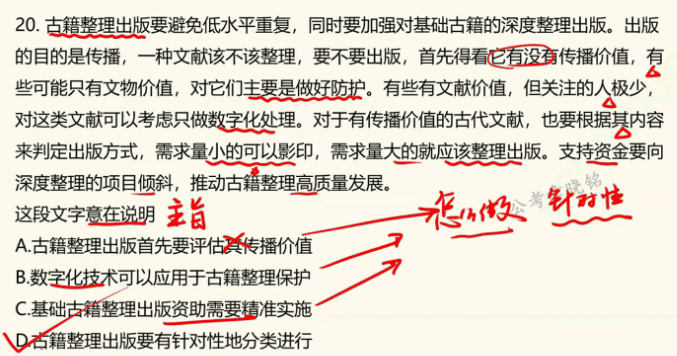 20. 古籍整理出版要避免低水平重复，同时要加强对基础古籍的深度整理出版。出版
的目的是传播，一种文献该不该整理，要不要出版，首先得看它有没有传播价值，有
些可能只有文物价值，对它们主要是做好防护。有些有文献价值，但关注的人极少，
对这类文献可以考虑只做数字化处理。对于有传播价值的古代文献，也要根据其内容
来判定出版方式，需求量小的可以影印，需求量大的就应该整理出版。支持资金要向
深度整理的项目倾斜，推动古籍整理高质量发展。
这段文字意在说明 主旨
怎么做 针对性
公考 晓铭
A.古籍整理出版首先要评估其传播价值
B.数字化技术可以应用于古籍整理保护
C.基础古籍整理出版资助需要精准实施
D.古籍整理出版要有针对性地分类进行